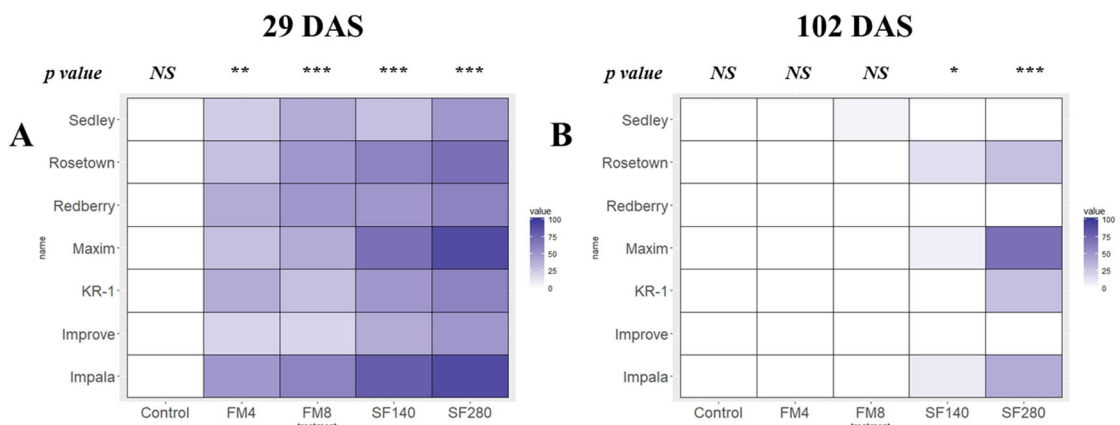 29 DAS
p value NS ** *** *** ***
A
Sedley
Rosetown
Redberry
Maxim
KR-1
Improve
Impala
name
Control FM4 FM8 SF140 SF280
value
100
75
50
25
0
102 DAS
p value NS NS NS * ***
B
Sedley
Rosetown
Redberry
Maxim
KR-1
Improve
Impala
name
Control FM4 FM8 SF140 SF280
value
100
75
50
25
0